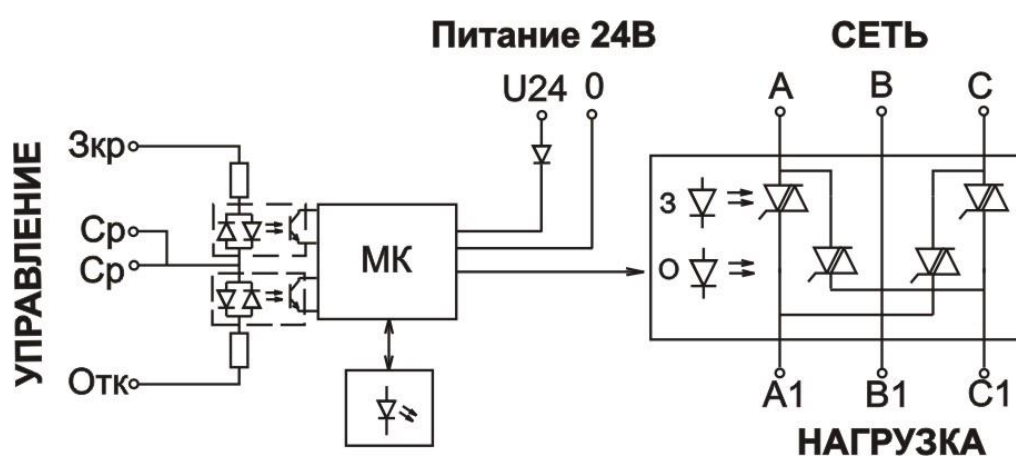 Питание 24В
СЕТЬ
U24 0
A B C
УПРАВЛЕНИЕ
Зкр
Ср
Ср
Отк
МК
З
О
A1 B1 C1
НАГРУЗКА